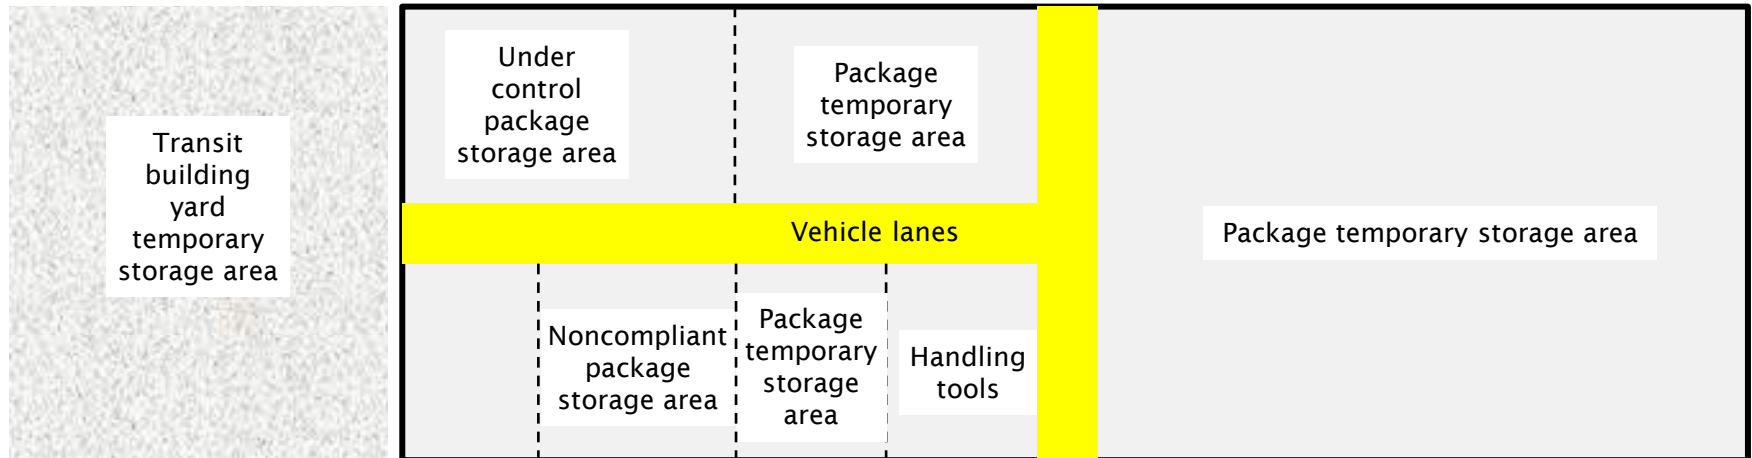 Transit
building
yard
temporary
storage area
Under
control
package
storage area
Package
temporary
storage area
Vehicle lanes
Package temporary storage area
Noncompliant
package
storage area
Package
temporary
storage
area
Handling
tools